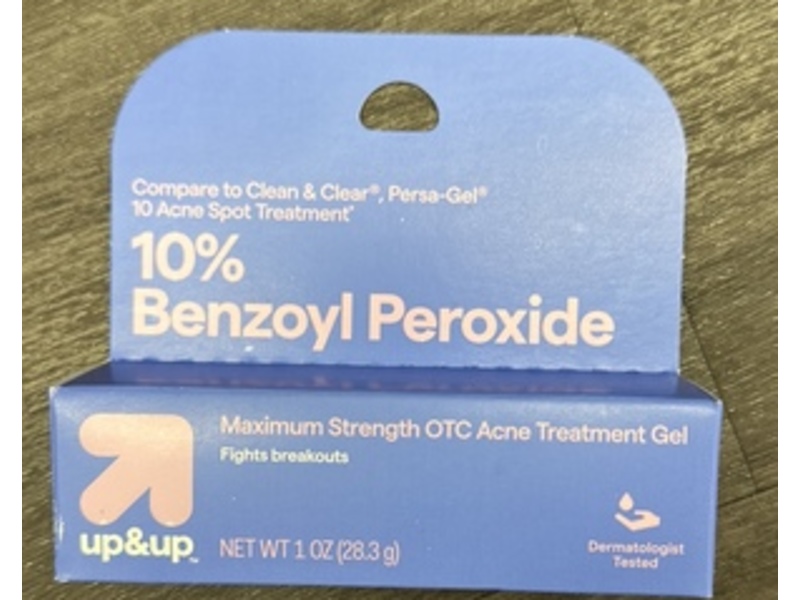 Compare to Clean & Clear®, Persa-Gel®
10 Acne Spot Treatment*
10%
Benzoyl Peroxide
Maximum Strength OTC Acne Treatment Gel
Fights breakouts
up&up™
NET WT 1 OZ (28.3 g)
Dermatologist
Tested